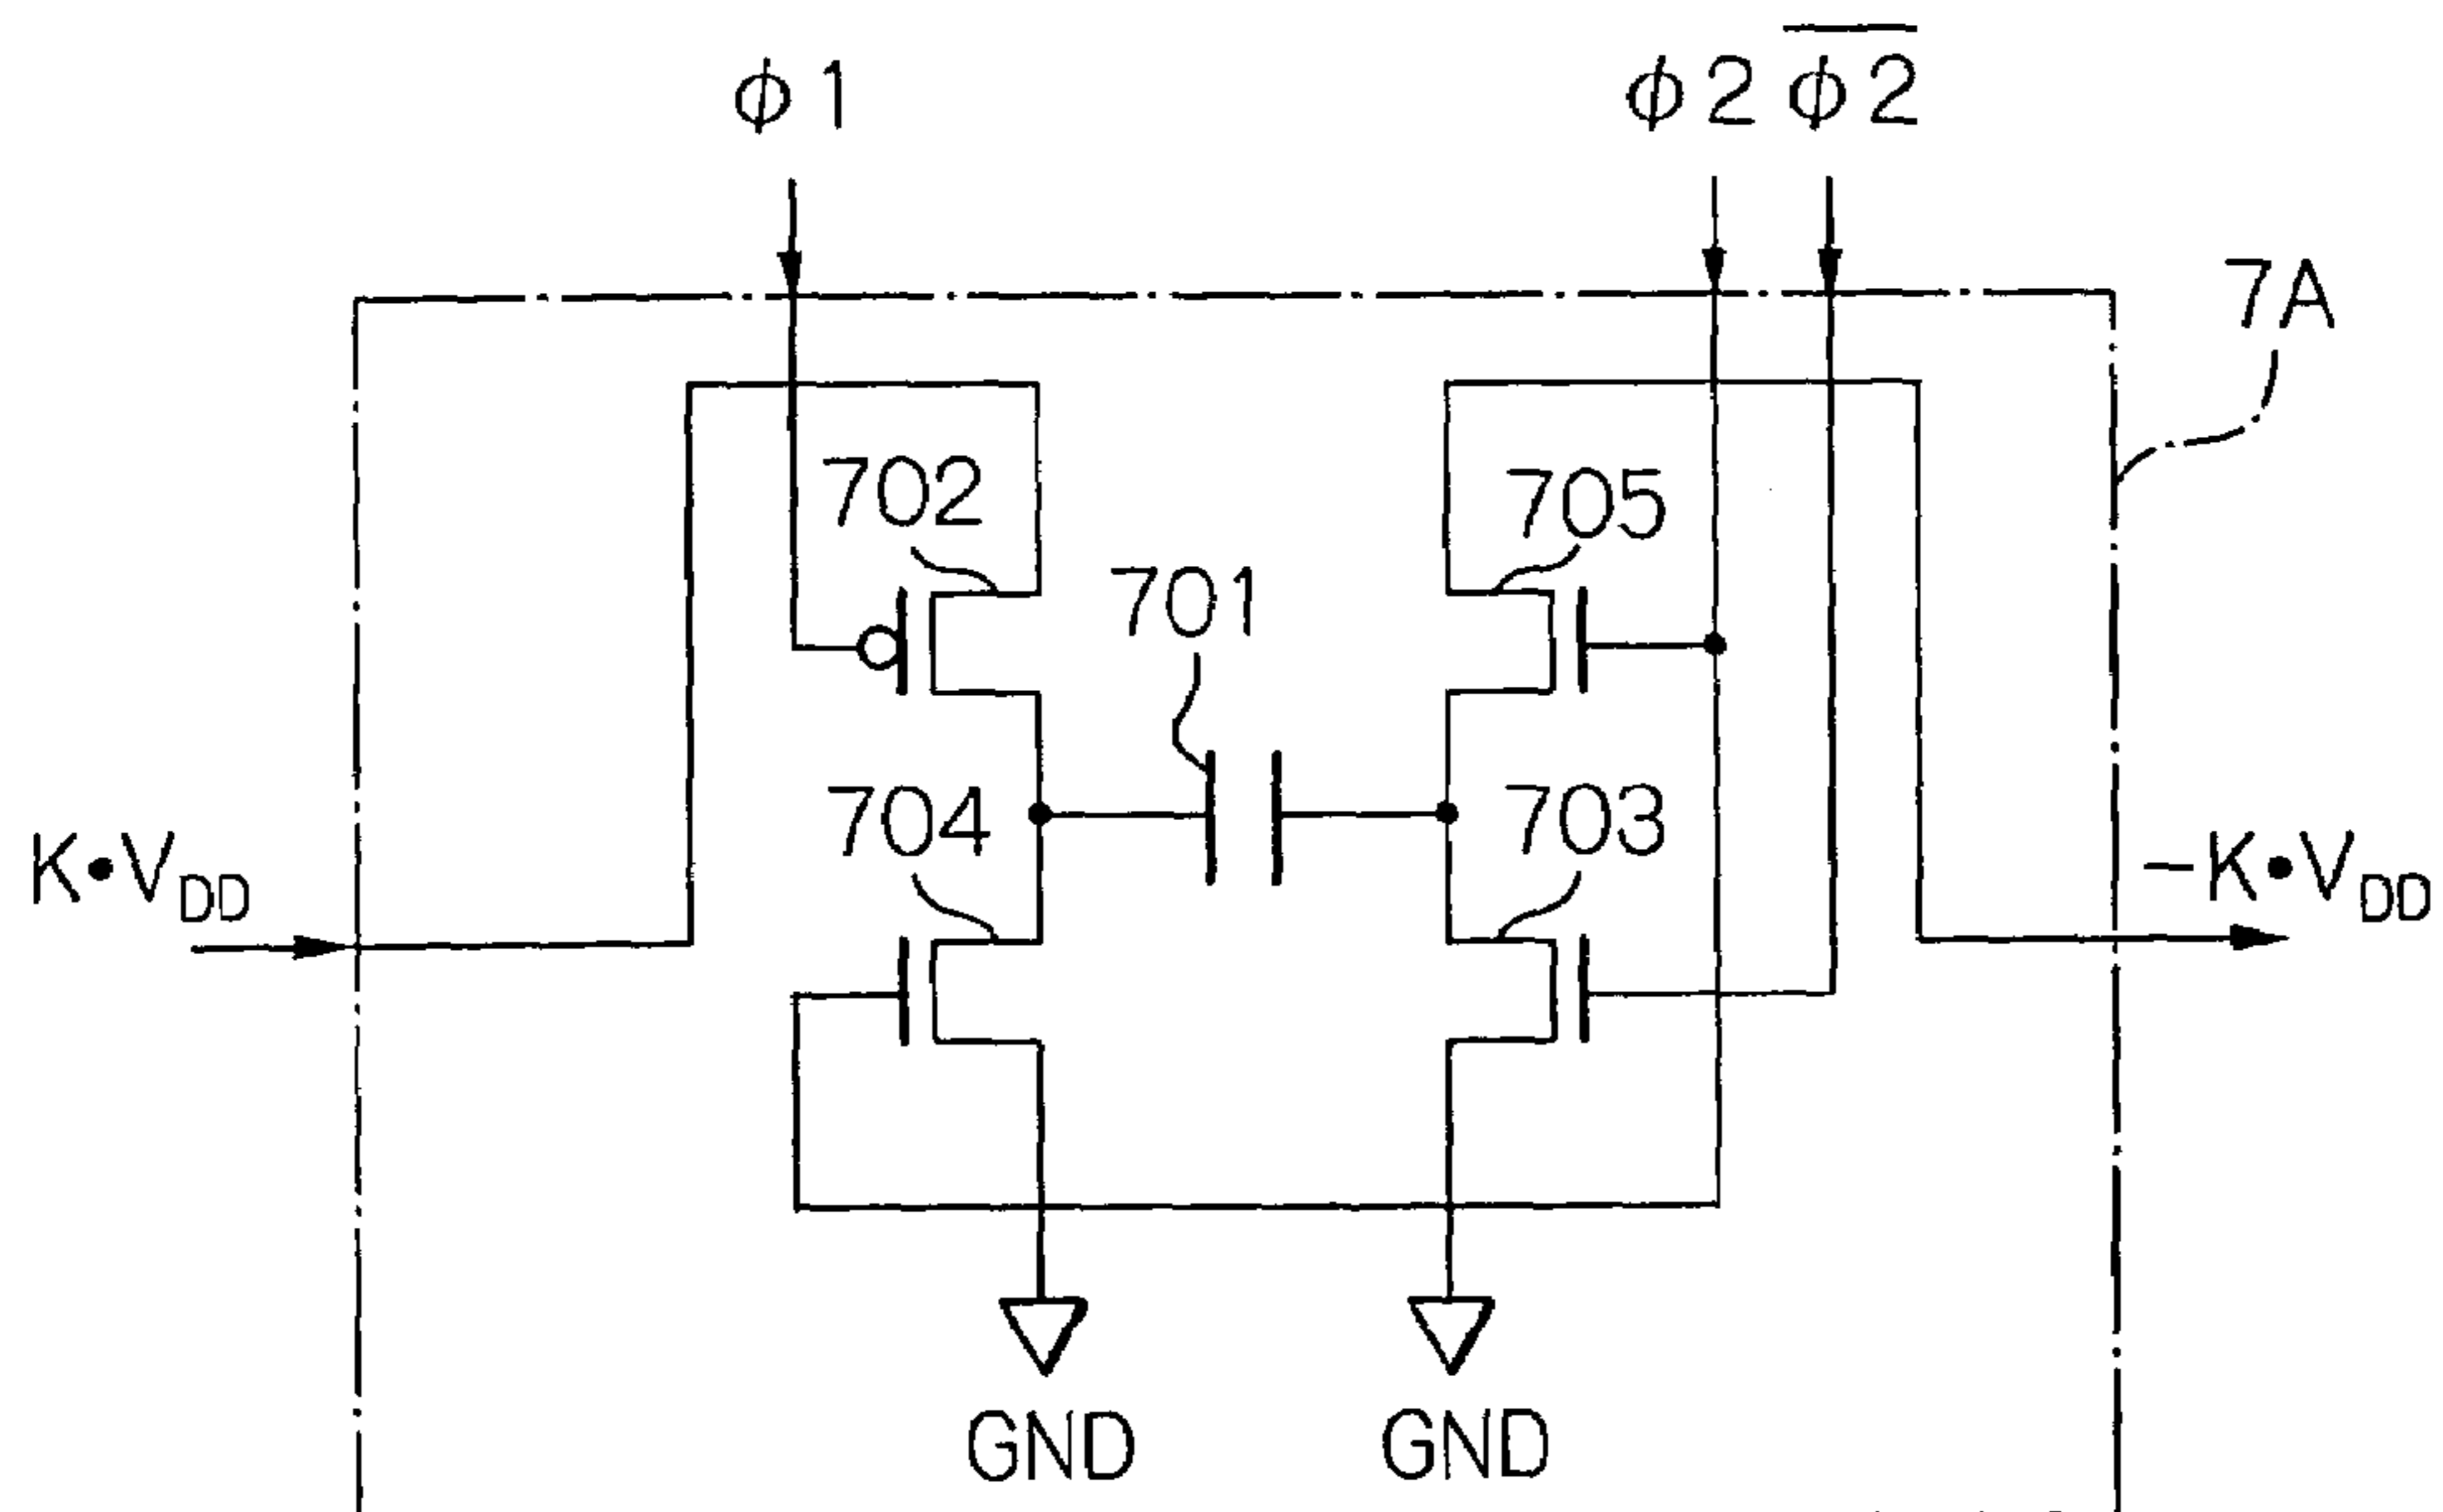 ϕ1
ϕ2 ϕ2̅
7A
702
705
701
704
703
K•VDD
−K•VDD
GND
GND